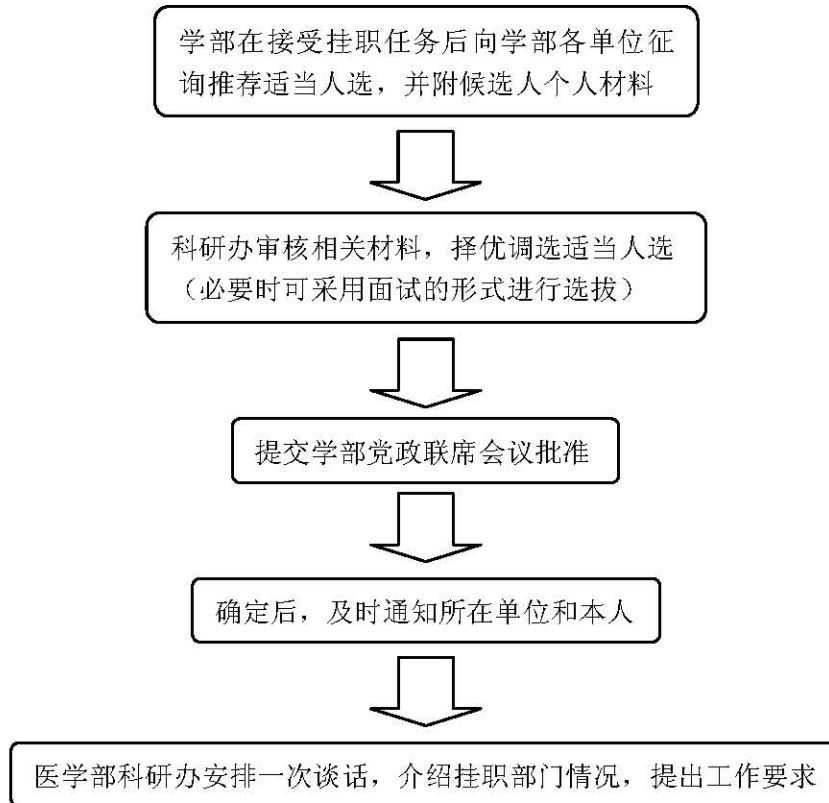 学部在接受挂职任务后向学部各单位征
询推荐适当人选，并附候选人个人材料
科研办审核相关材料，择优调选适当人选
（必要时可采用面试的形式进行选拔）
提交学部党政联席会议批准
确定后，及时通知所在单位和本人
医学部科研办安排一次谈话，介绍挂职部门情况，提出工作要求